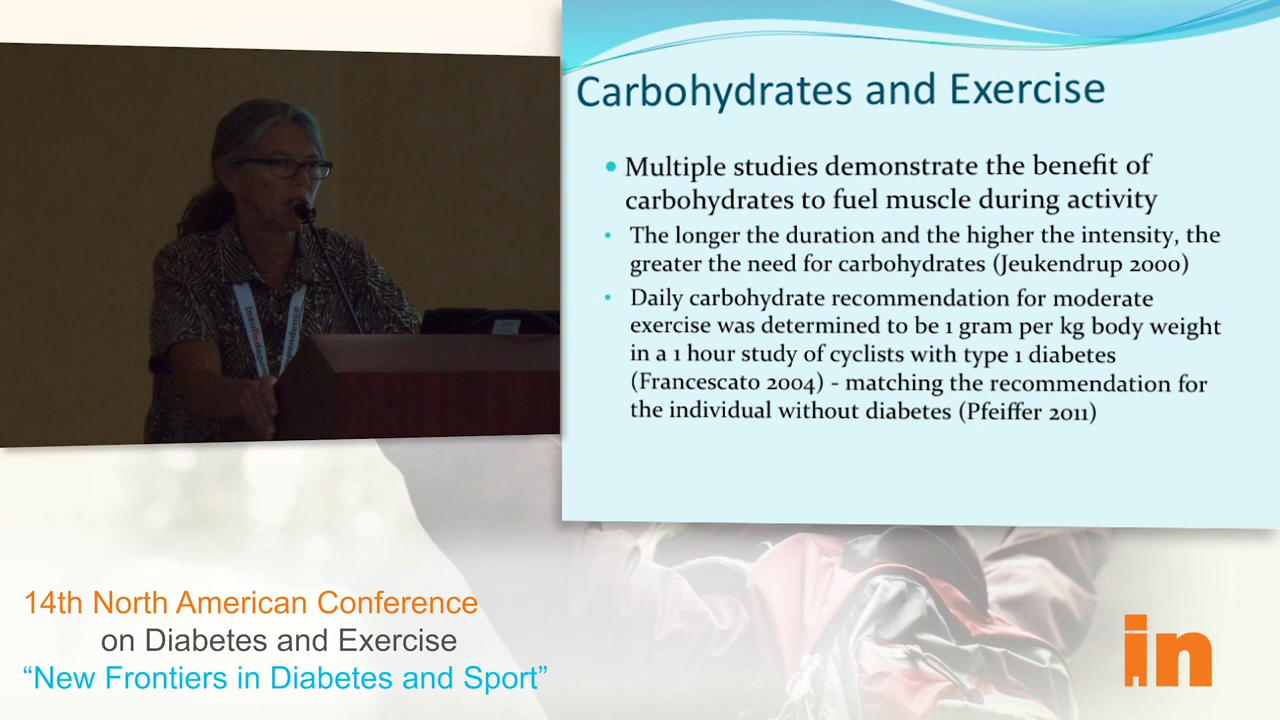 Carbohydrates and Exercise
• Multiple studies demonstrate the benefit of
carbohydrates to fuel muscle during activity
• The longer the duration and the higher the intensity, the
greater the need for carbohydrates (Jeukendrup 2000)
• Daily carbohydrate recommendation for moderate
exercise was determined to be 1 gram per kg body weight
in a 1 hour study of cyclists with type 1 diabetes
(Francescato 2004) - matching the recommendation for
the individual without diabetes (Pfeiffer 2011)
14th North American Conference
on Diabetes and Exercise
“New Frontiers in Diabetes and Sport”
in